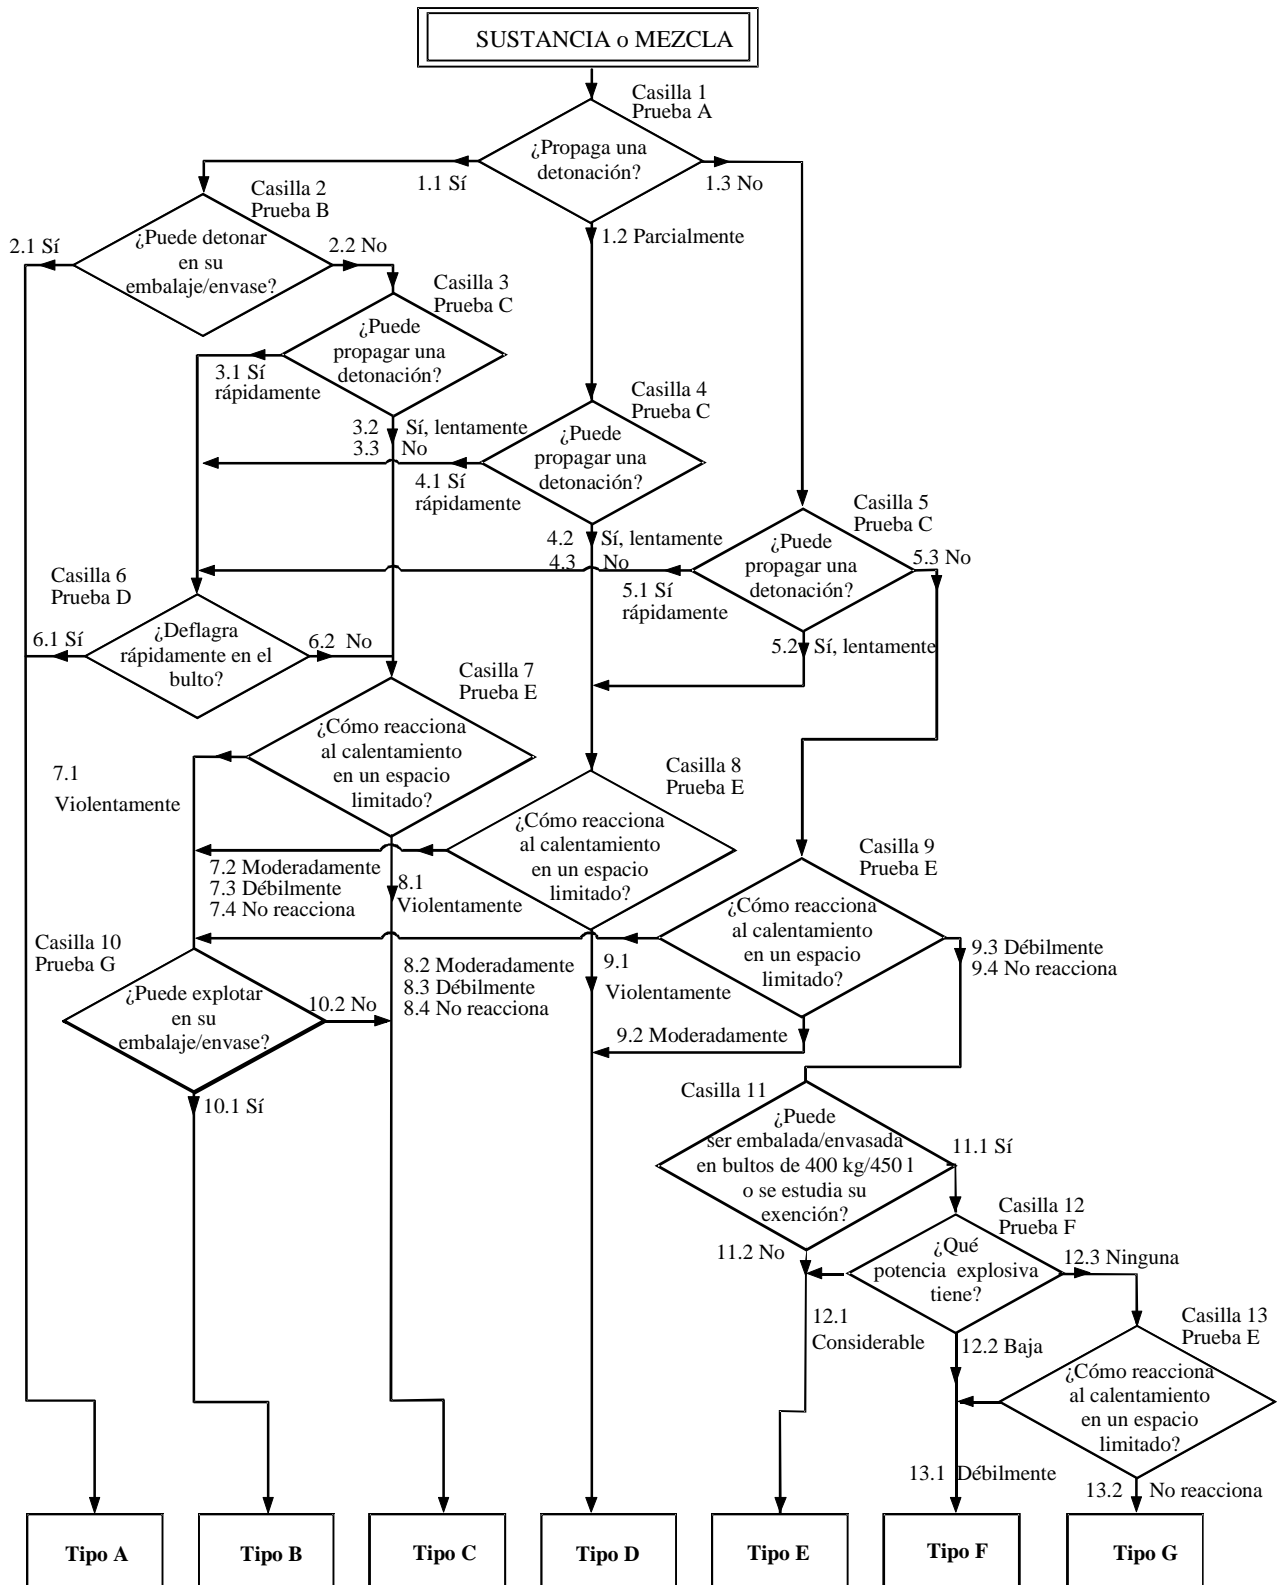 SUSTANCIA o MEZCLA
Casilla 1
Prueba A
¿Propaga una
detonación?
1.1 Sí
1.3 No
1.2 Parcialmente
Casilla 2
Prueba B
¿Puede detonar
en su
embalaje/envase?
2.1 Sí
2.2 No
Casilla 3
Prueba C
¿Puede
propagar una
detonación?
3.1 Sí
rápidamente
3.2 Sí, lentamente
3.3 No
Casilla 4
Prueba C
¿Puede
propagar una
detonación?
4.1 Sí
rápidamente
4.2 Sí, lentamente
4.3 No
Casilla 5
Prueba C
¿Puede
propagar una
detonación?
5.3 No
5.1 Sí
rápidamente
5.2 Sí, lentamente
Casilla 6
Prueba D
¿Deflagra
rápidamente en el
bulto?
6.1 Sí
6.2 No
Casilla 7
Prueba E
¿Cómo reacciona
al calentamiento
en un espacio
limitado?
7.1
Violentamente
7.2 Moderadamente
7.3 Débilmente
7.4 No reacciona
Casilla 8
Prueba E
¿Cómo reacciona
al calentamiento
en un espacio
limitado?
8.1
Violentamente
8.2 Moderadamente
8.3 Débilmente
8.4 No reacciona
Casilla 9
Prueba E
¿Cómo reacciona
al calentamiento
en un espacio
limitado?
9.1
Violentamente
9.2 Moderadamente
9.3 Débilmente
9.4 No reacciona
Casilla 10
Prueba G
¿Puede explotar
en su
embalaje/envase?
10.2 No
10.1 Sí
Casilla 11
¿Puede
ser embalada/envasada
en bultos de 400 kg/450 l
o se estudia su
exención?
11.1 Sí
11.2 No
Casilla 12
Prueba F
¿Qué
potencia explosiva
tiene?
12.3 Ninguna
12.1
Considerable
12.2 Baja
Casilla 13
Prueba E
¿Cómo reacciona
al calentamiento
en un espacio
limitado?
13.1 Débilmente
13.2 No reacciona
Tipo A
Tipo B
Tipo C
Tipo D
Tipo E
Tipo F
Tipo G